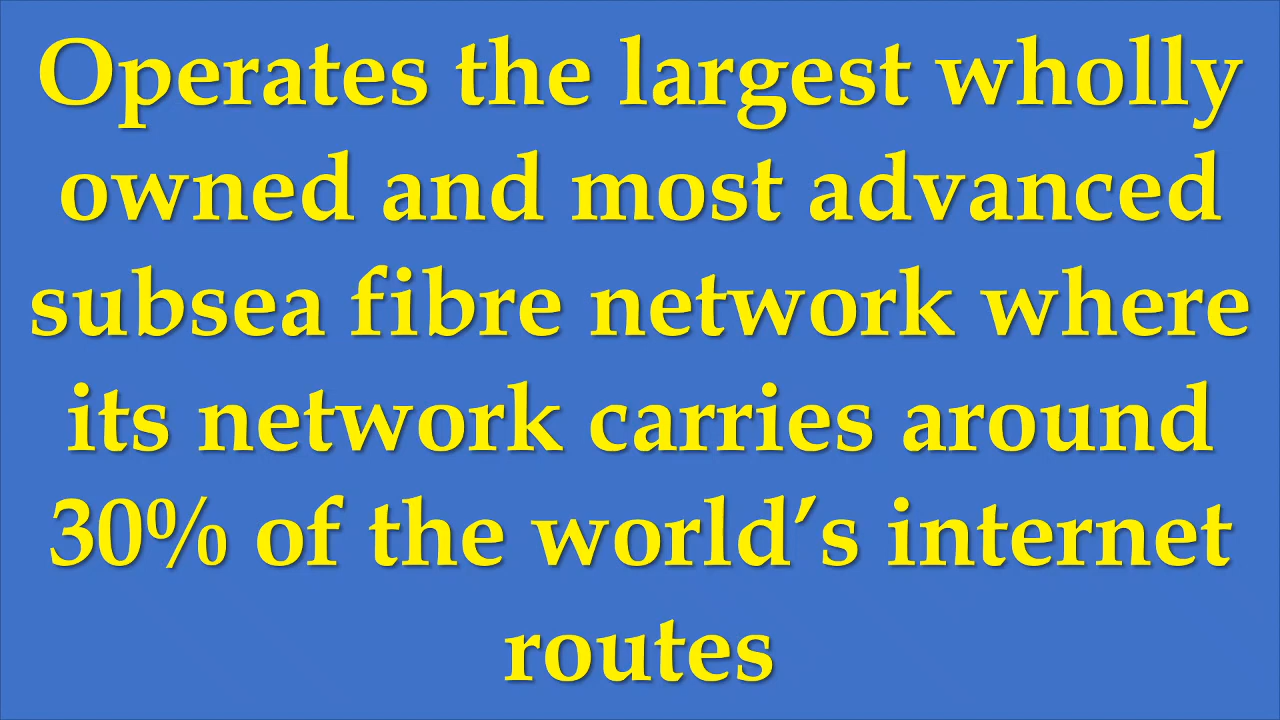 Operates the largest wholly
owned and most advanced
subsea fibre network where
its network carries around
30% of the world’s internet
routes